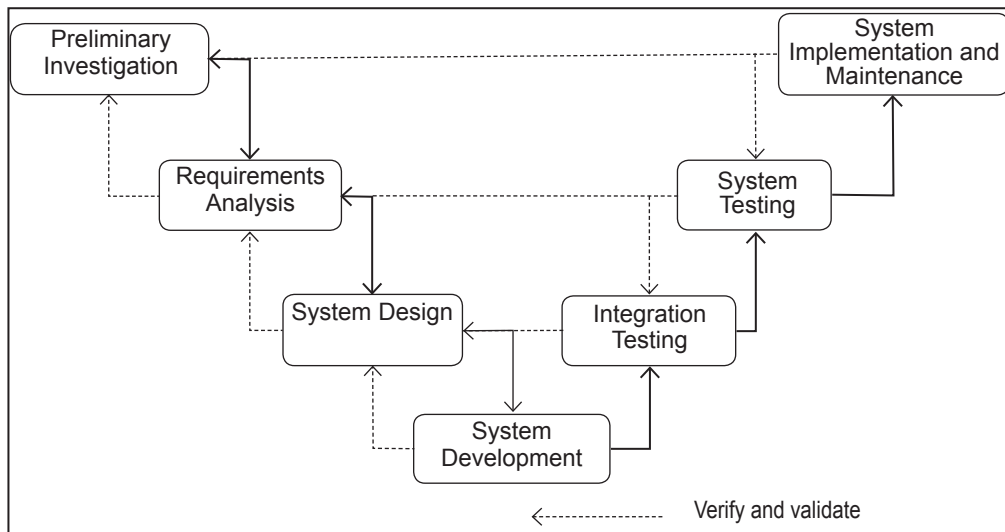 Preliminary
Investigation
System
Implementation and
Maintenance
Requirements
Analysis
System
Testing
System Design
Integration
Testing
System
Development
Verify and validate